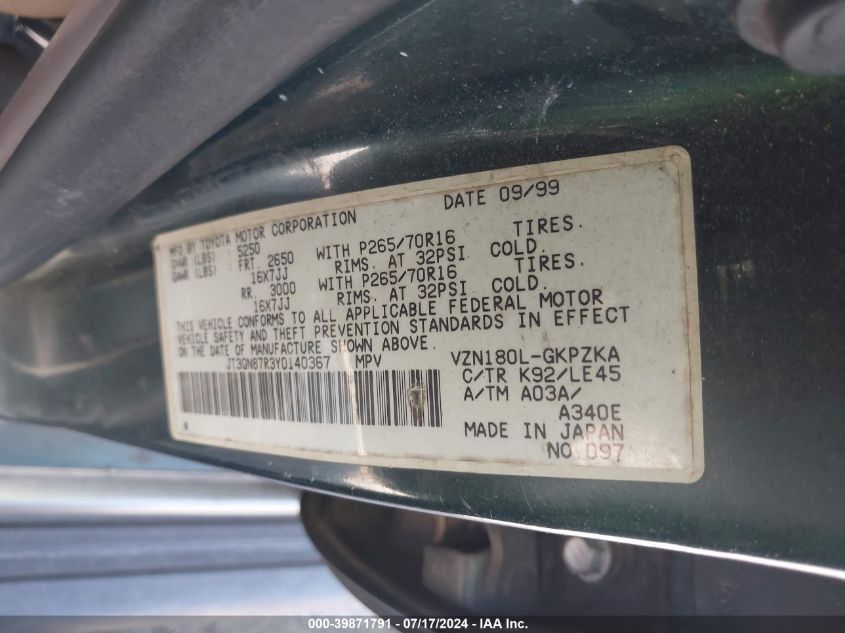 MFD BY TOYOTA MOTOR CORPORATION DATE 09/99
GVWR (LBS) : 5250
GAWR (LBS) : FRT 2650 WITH P265/70R16 TIRES.
16X7JJ RIMS. AT 32PSI COLD.
RR. 3000 WITH P265/70R16 TIRES.
16X7JJ RIMS. AT 32PSI COLD.
THIS VEHICLE CONFORMS TO ALL APPLICABLE FEDERAL MOTOR
VEHICLE SAFETY AND THEFT PREVENTION STANDARDS IN EFFECT
ON DATE OF MANUFACTURE SHOWN ABOVE.
JT3GN87R3Y0140367 MPV
VZN180L-GKPZKA
C/TR K92/LE45
A/TM A03A/
A340E
MADE IN JAPAN
NO.097
000-39871791 - 07/17/2024 - IAA Inc.